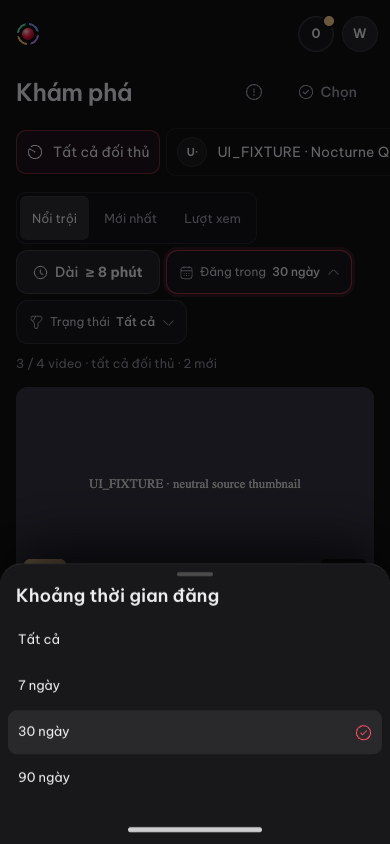 0
W
Khám phá
Chọn
Tất cả đối thủ
U·
UI_FIXTURE · Nocturne Q
Nổi trội
Mới nhất
Lượt xem
Dài ≥ 8 phút
Đăng trong 30 ngày
Trạng thái Tất cả
3 / 4 video · tất cả đối thủ · 2 mới
UI_FIXTURE · neutral source thumbnail
Khoảng thời gian đăng
Tất cả
7 ngày
30 ngày
90 ngày